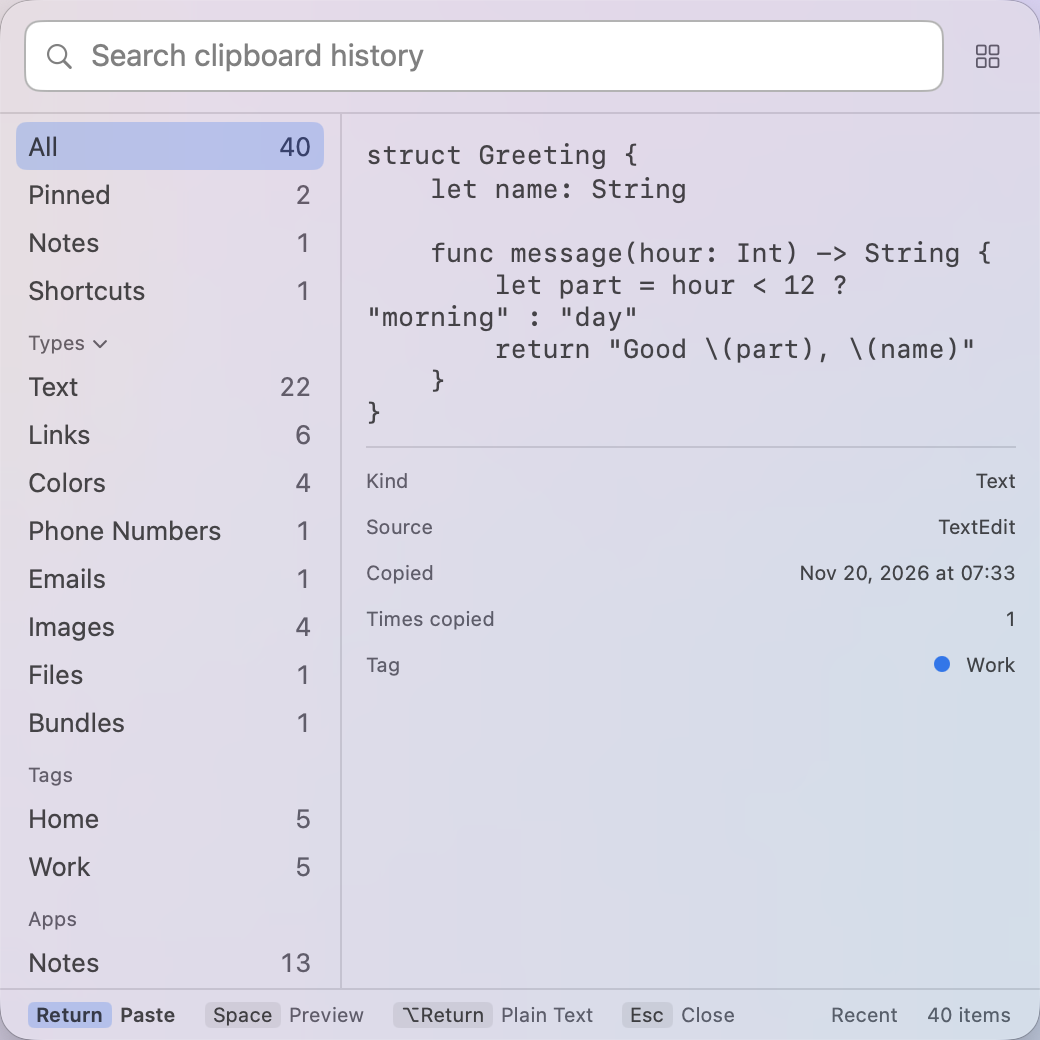 Search clipboard history
All 40
Pinned 2
Notes 1
Shortcuts 1
Types
Text 22
Links 6
Colors 4
Phone Numbers 1
Emails 1
Images 4
Files 1
Bundles 1
Tags
Home 5
Work 5
Apps
Notes 13
struct Greeting {
    let name: String

    func message(hour: Int) -> String {
        let part = hour < 12 ?
"morning" : "day"
        return "Good \(part), \(name)"
    }
}
Kind Text
Source TextEdit
Copied Nov 20, 2026 at 07:33
Times copied 1
Tag Work
Return Paste Space Preview ⌥Return Plain Text Esc Close Recent 40 items